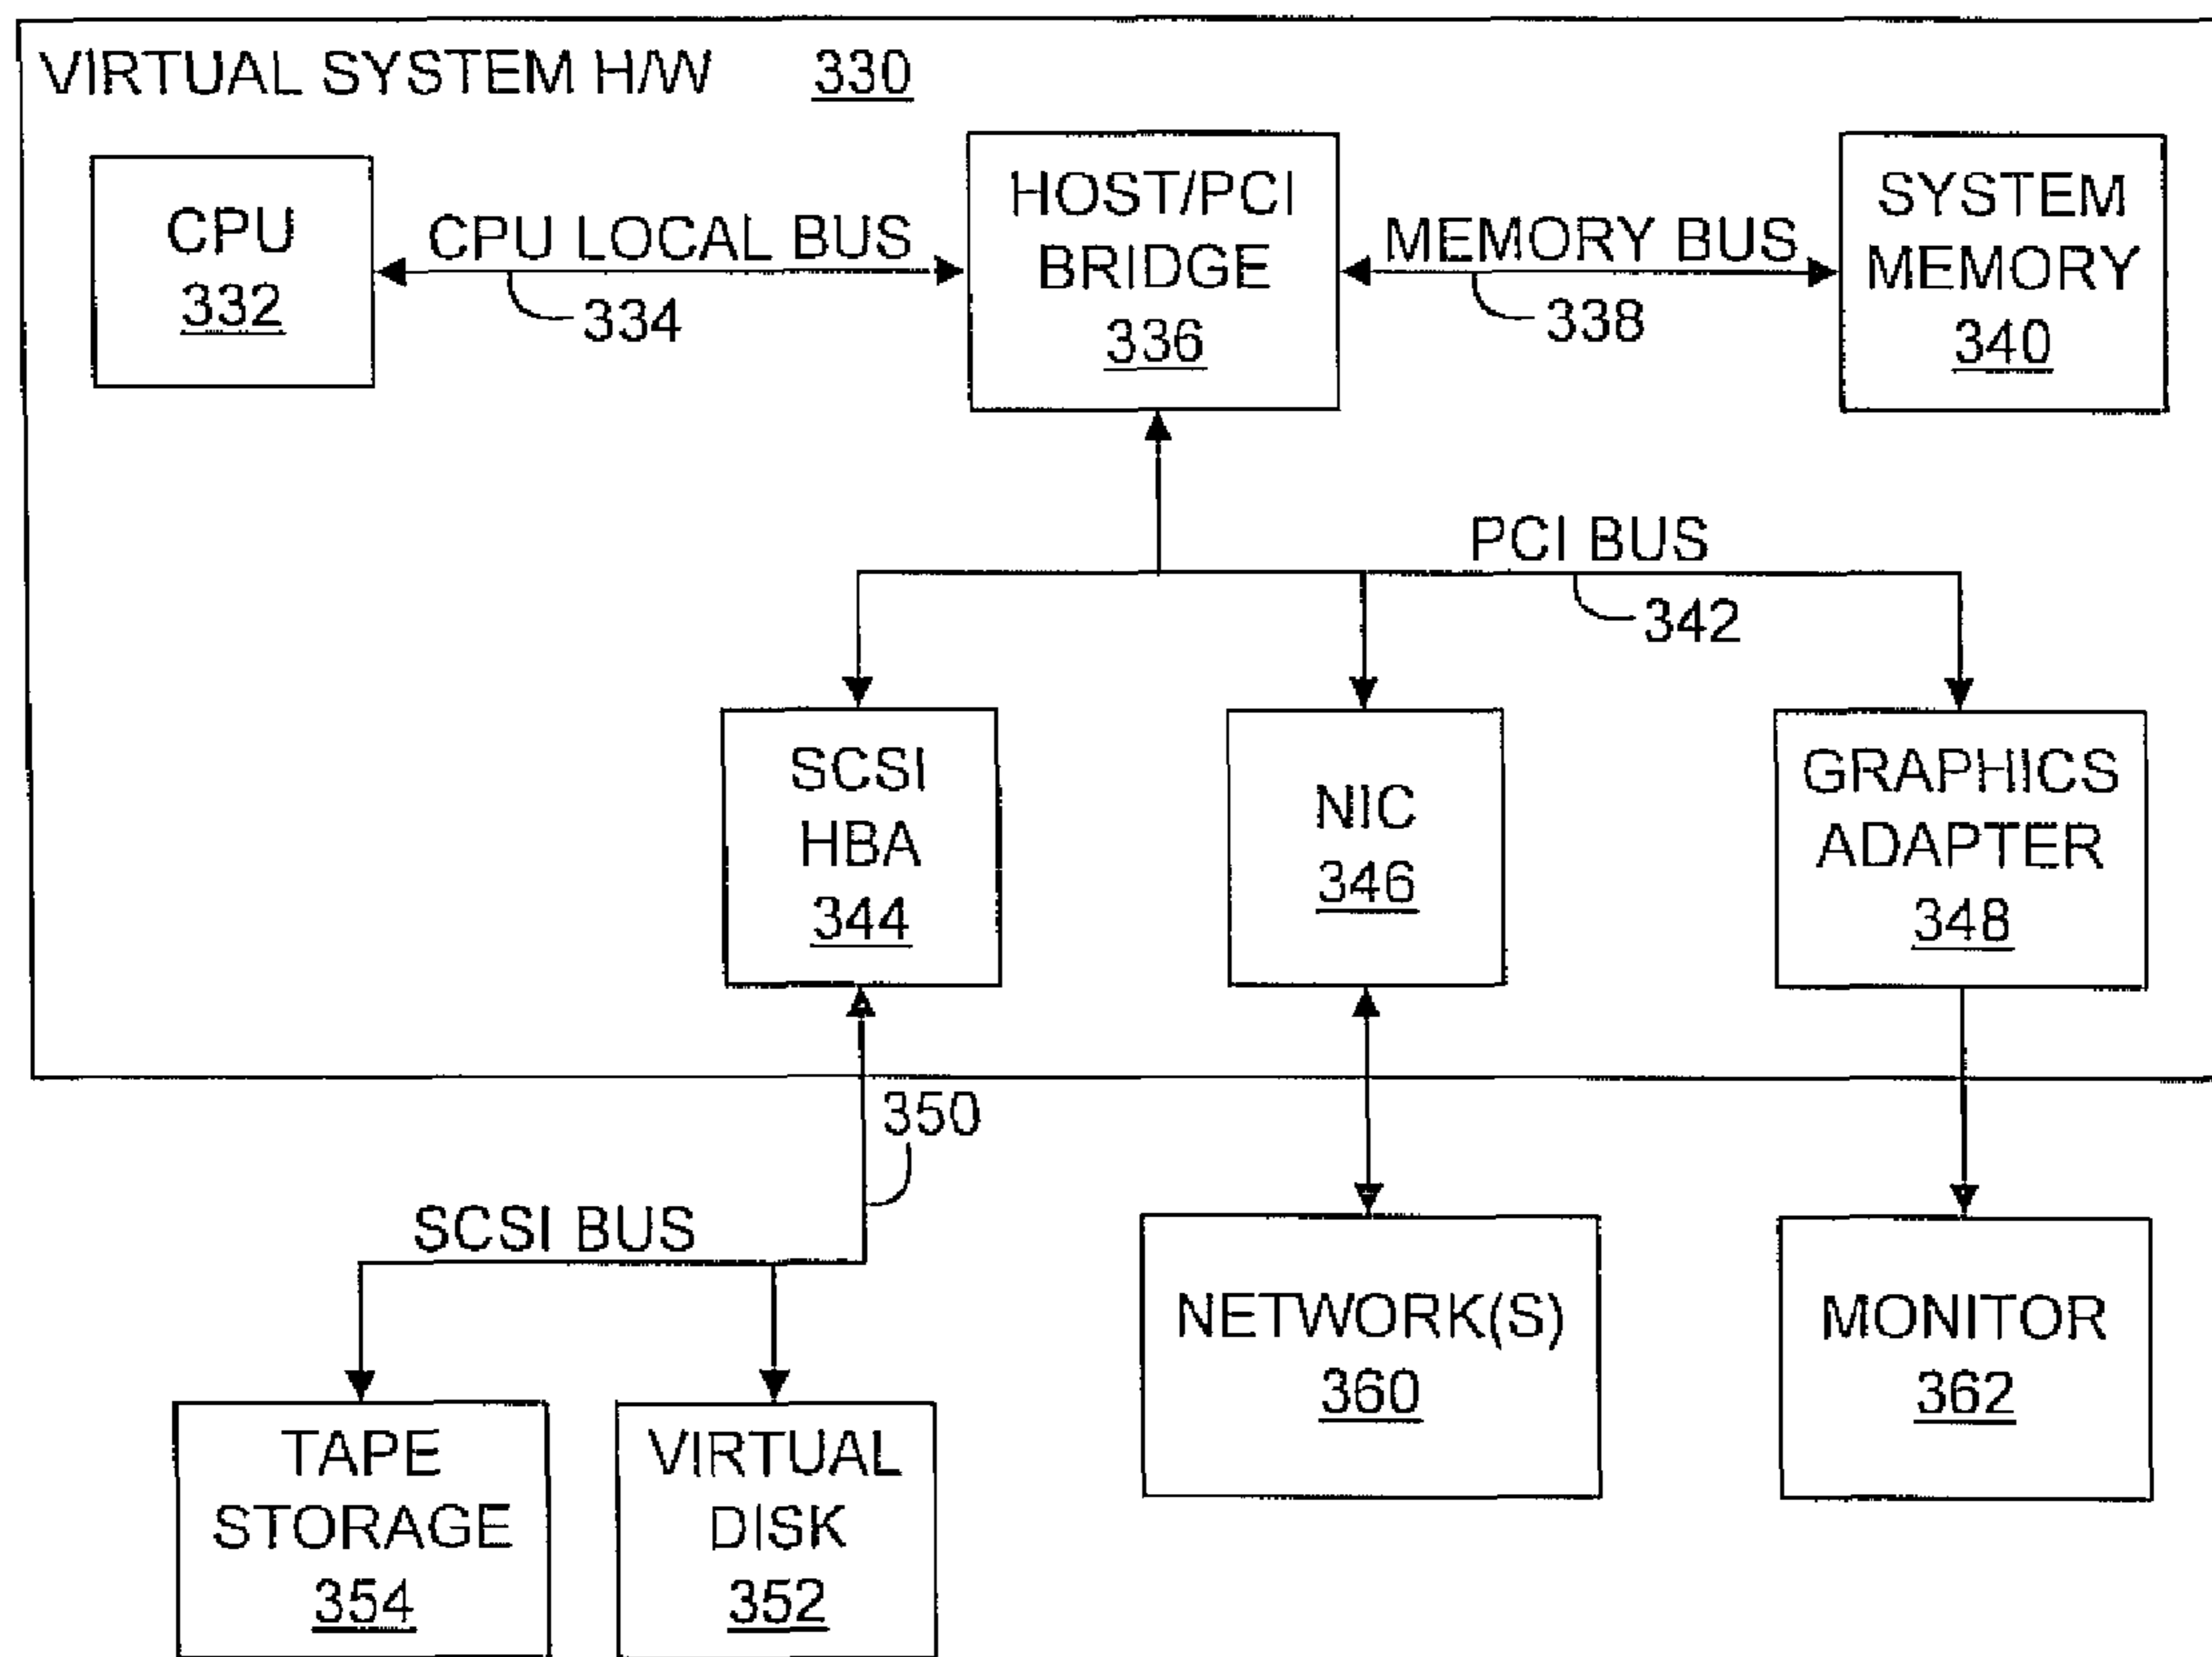 VIRTUAL SYSTEM H/W 330
CPU
332
CPU LOCAL BUS
334
HOST/PCI
BRIDGE
336
MEMORY BUS
338
SYSTEM
MEMORY
340
PCI BUS
342
SCSI
HBA
344
NIC
346
GRAPHICS
ADAPTER
348
350
SCSI BUS
TAPE
STORAGE
354
VIRTUAL
DISK
352
NETWORK(S)
360
MONITOR
362